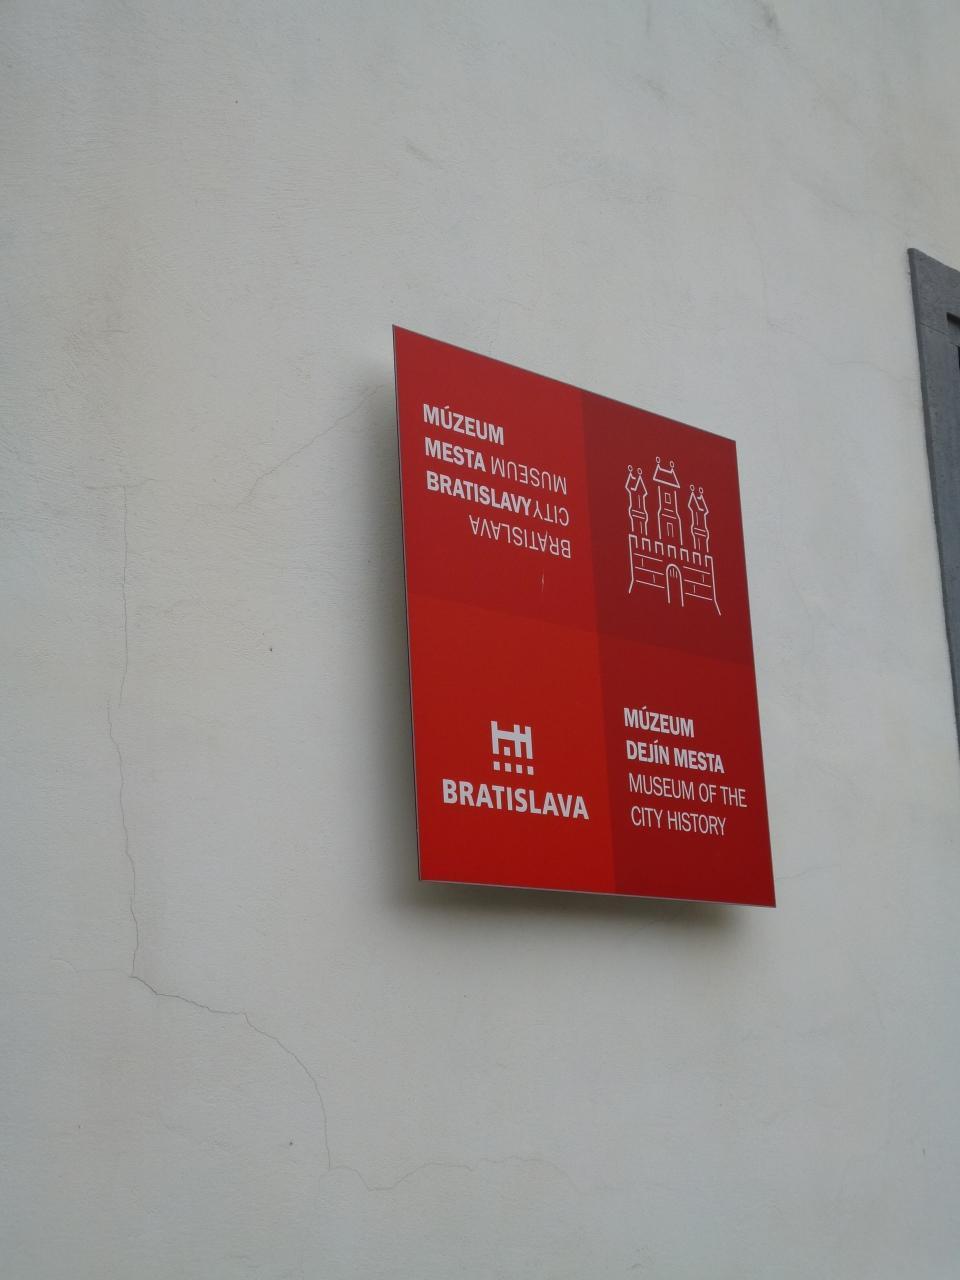 MÚZEUM
MESTA
BRATISLAVY
BRATISLAVA
CITY
MUSEUM
BRATISLAVA
MÚZEUM
DEJÍN MESTA
MUSEUM OF THE
CITY HISTORY